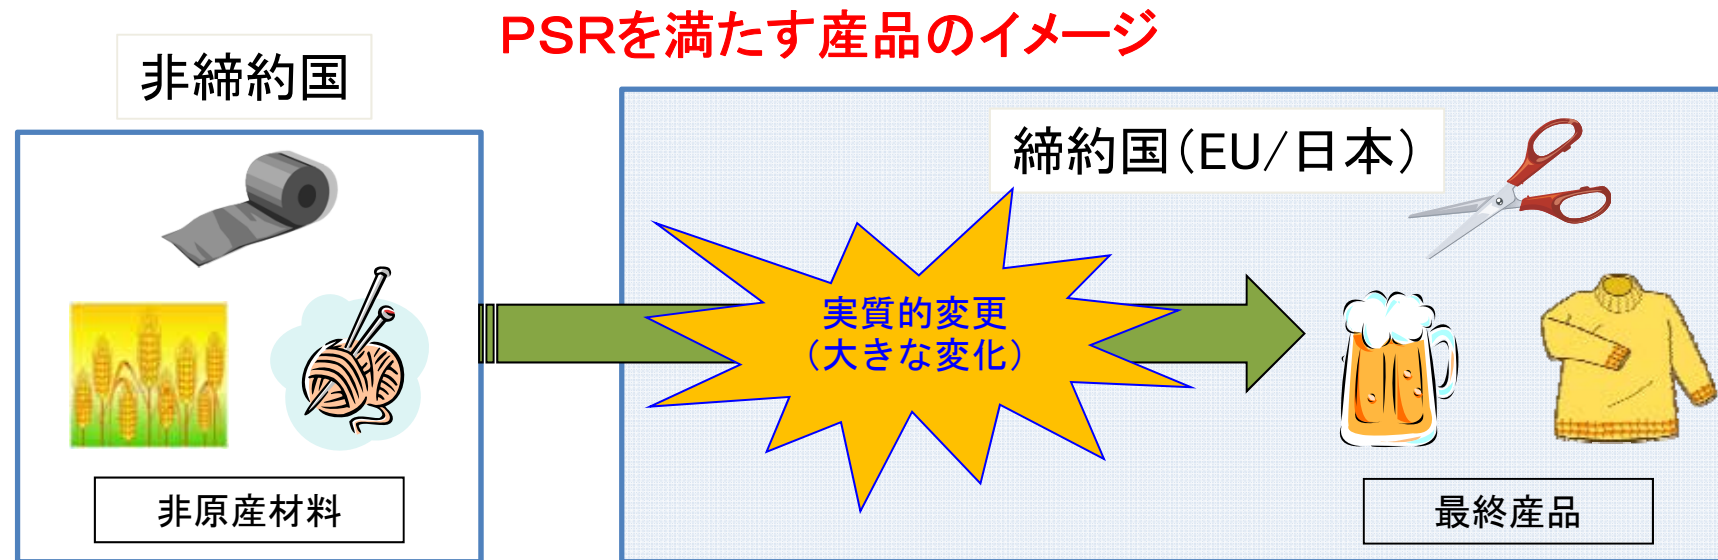 PSRを満たす産品のイメージ
非締約国
締約国(EU/日本)
実質的変更
(大きな変化)
非原産材料
最終産品